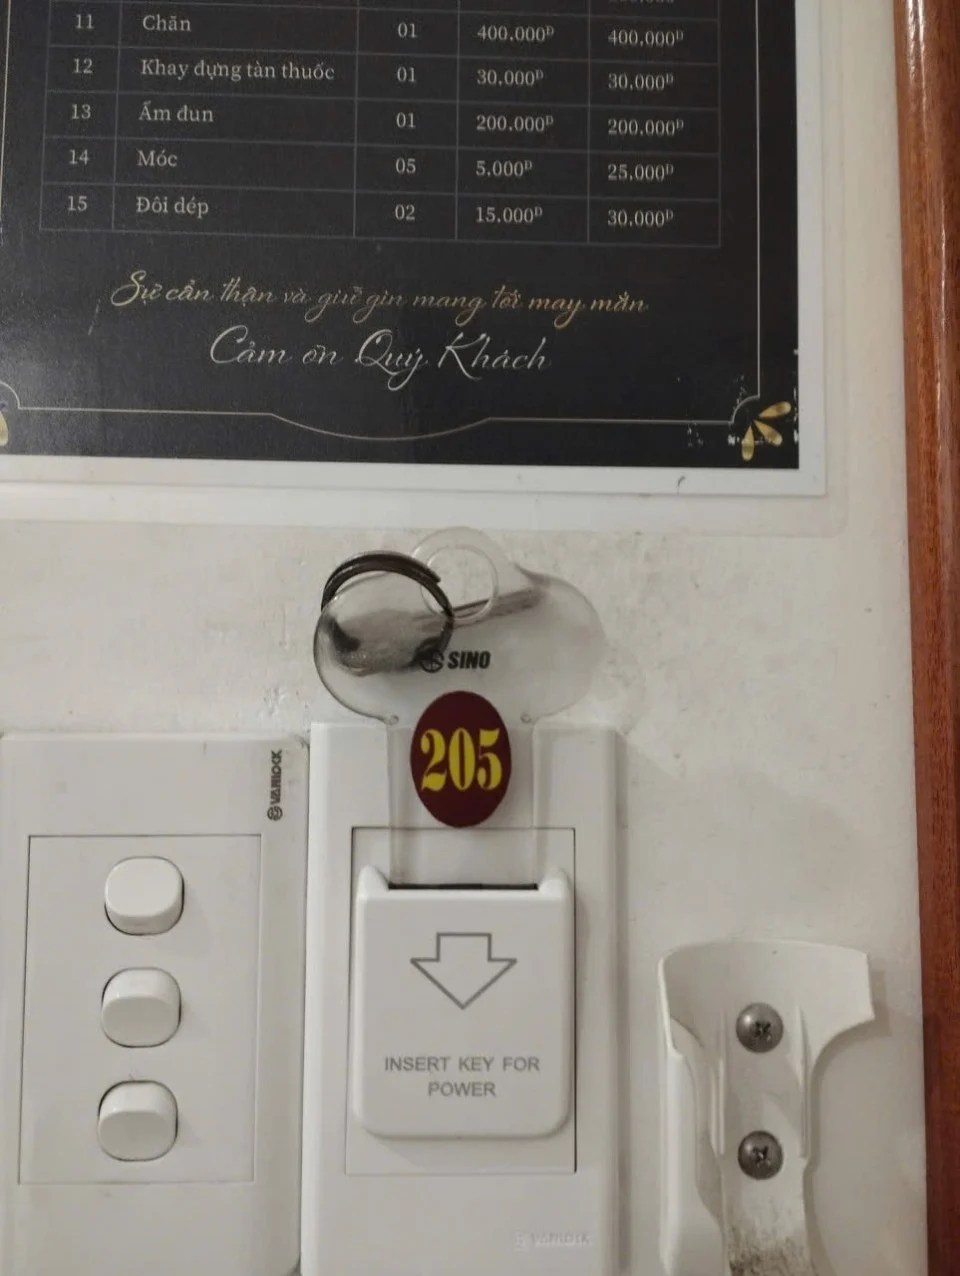 11 Chăn 01 400.000Đ 400.000Đ
12 Khay đựng tàn thuốc 01 30.000Đ 30.000Đ
13 Ấm đun 01 200.000Đ 200.000Đ
14 Móc 05 5.000Đ 25.000Đ
15 Đôi dép 02 15.000Đ 30.000Đ
Sự cẩn thận và giữ gìn mang tới may mắn
Cảm ơn Quý Khách
SINO
205
VANLOCK
INSERT KEY FOR
POWER
VANLOCK